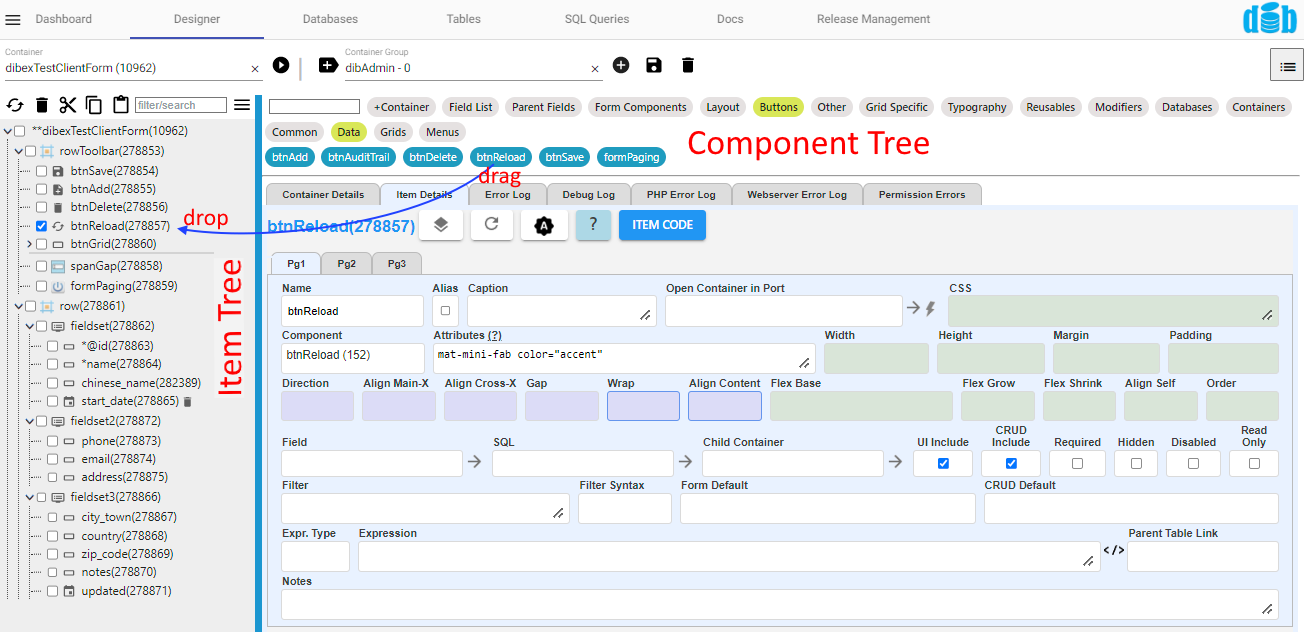 Dashboard Designer Databases Tables SQL Queries Docs Release Management dib
Container
dibexTestClientForm (10962)
Container Group
dibAdmin - 0
filter/search
**dibexTestClientForm(10962)
rowToolbar(278853)
btnSave(278854)
btnAdd(278855)
btnDelete(278856)
btnReload(278857)
btnGrid(278860)
spanGap(278858)
formPaging(278859)
row(278861)
fieldset(278862)
*@id(278863)
*name(278864)
chinese_name(282389)
start_date(278865)
fieldset2(278872)
phone(278873)
email(278874)
address(278875)
fieldset3(278866)
city_town(278867)
country(278868)
zip_code(278869)
notes(278870)
updated(278871)
drop
Item Tree
+Container Field List Parent Fields Form Components Layout Buttons Other Grid Specific Typography Reusables Modifiers Databases Containers
Common Data Grids Menus
btnAdd btnAuditTrail btnDelete btnReload btnSave formPaging
Component Tree
drag
Container Details Item Details Error Log Debug Log PHP Error Log Webserver Error Log Permission Errors
btnReload(278857) A ? ITEM CODE
Pg1 Pg2 Pg3
Name Alias Caption Open Container in Port CSS
btnReload
Component Attributes (?) Width Height Margin Padding
btnReload (152) mat-mini-fab color="accent"
Direction Align Main-X Align Cross-X Gap Wrap Align Content Flex Base Flex Grow Flex Shrink Align Self Order
Field SQL Child Container UI Include CRUD Include Required Hidden Disabled Read Only
Filter Filter Syntax Form Default CRUD Default
Expr. Type Expression Parent Table Link
</>
Notes